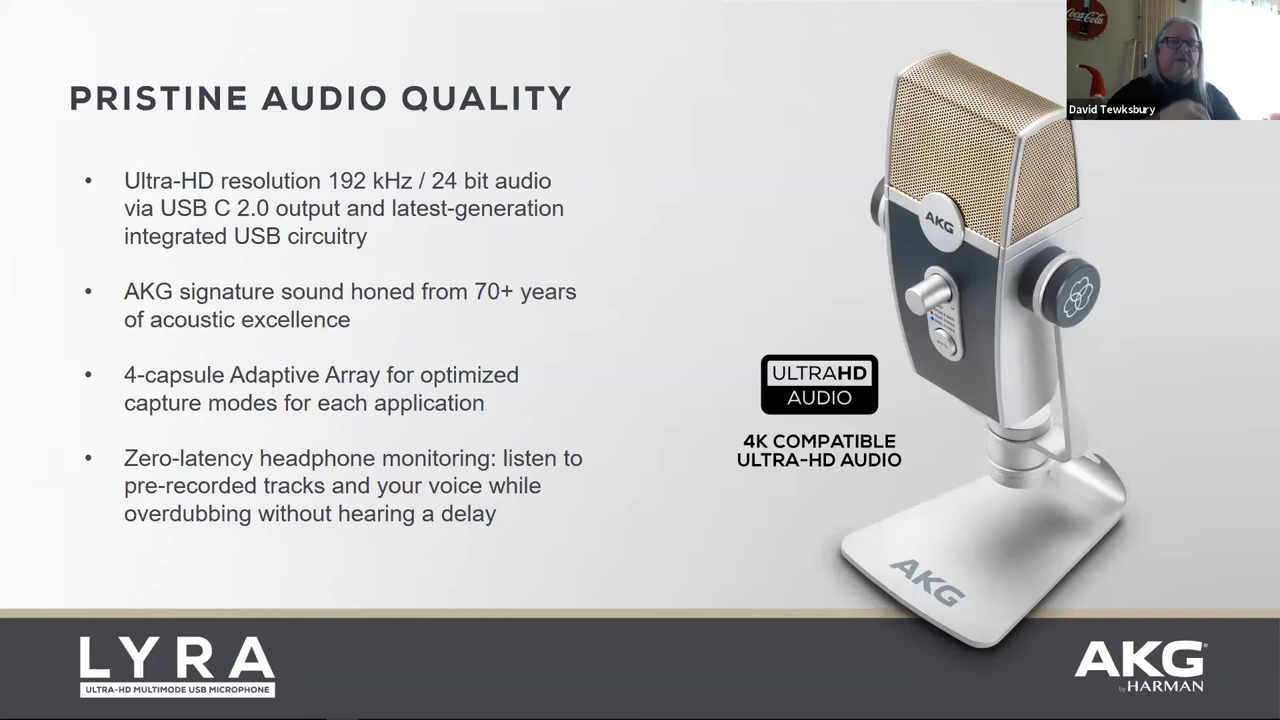 PRISTINE AUDIO QUALITY
• Ultra-HD resolution 192 kHz / 24 bit audio
via USB C 2.0 output and latest-generation
integrated USB circuitry
• AKG signature sound honed from 70+ years
of acoustic excellence
• 4-capsule Adaptive Array for optimized
capture modes for each application
• Zero-latency headphone monitoring: listen to
pre-recorded tracks and your voice while
overdubbing without hearing a delay
ULTRAHD
AUDIO
4K COMPATIBLE
ULTRA-HD AUDIO
AKG
AKG
Coca-Cola
David Tewksbury
LYRA
ULTRA-HD MULTIMODE USB MICROPHONE
AKG®
by HARMAN